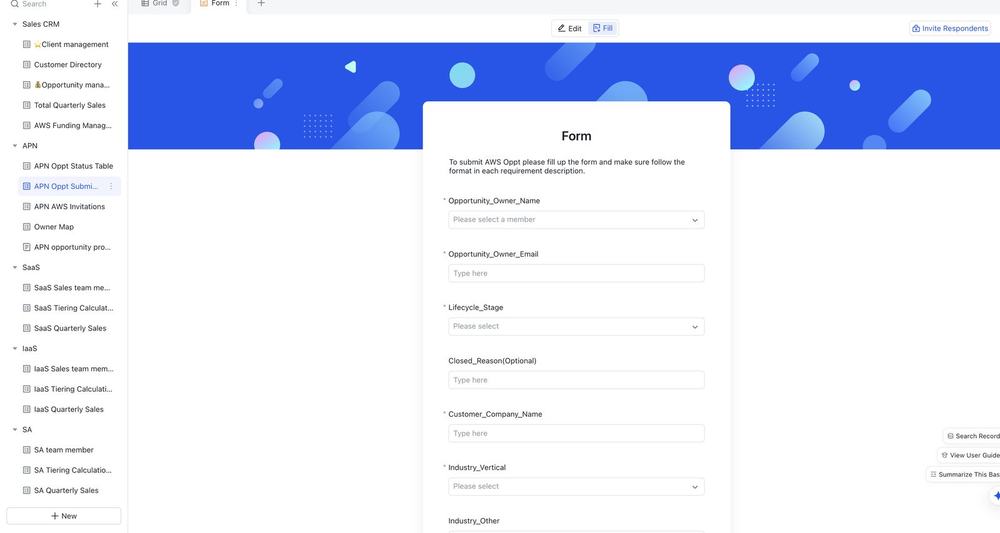 Search
Sales CRM
⭐Client management
Customer Directory
💰Opportunity mana...
Total Quarterly Sales
AWS Funding Manag...
APN
APN Oppt Status Table
APN Oppt Submi...
APN AWS Invitations
Owner Map
APN opportunity pro...
SaaS
SaaS Sales team me...
SaaS Tiering Calculat...
SaaS Quarterly Sales
IaaS
IaaS Sales team mem...
IaaS Tiering Calculati...
IaaS Quarterly Sales
SA
SA team member
SA Tiering Calculatio...
SA Quarterly Sales
New
Grid
Form
Edit
Fill
Invite Respondents
Form
To submit AWS Oppt please fill up the form and make sure follow the
format in each requirement description.
* Opportunity_Owner_Name
Please select a member
* Opportunity_Owner_Email
Type here
* Lifecycle_Stage
Please select
Closed_Reason(Optional)
Type here
* Customer_Company_Name
Type here
* Industry_Vertical
Please select
Industry_Other
Search Record
View User Guide
Summarize This Bas